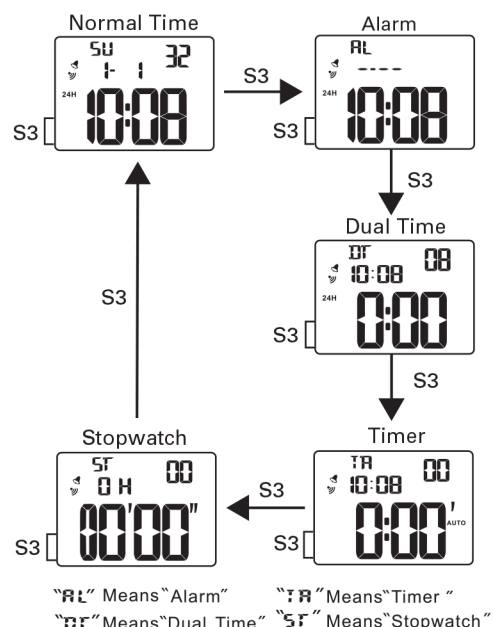 Normal Time
SU 32
1- 1
24H
10:08
S3
S3
Alarm
AL
----
24H
10:08
S3
S3
Dual Time
DT 08
10:08
24H
0:00
S3
S3
Timer
TR 00
10:08
0:00' AUTO
S3
S3
Stopwatch
ST 00
0 H
00'00"
S3
S3
"AL" Means "Alarm"
"TR" Means "Timer "
"DT" Means "Dual Time"
"ST" Means "Stopwatch"